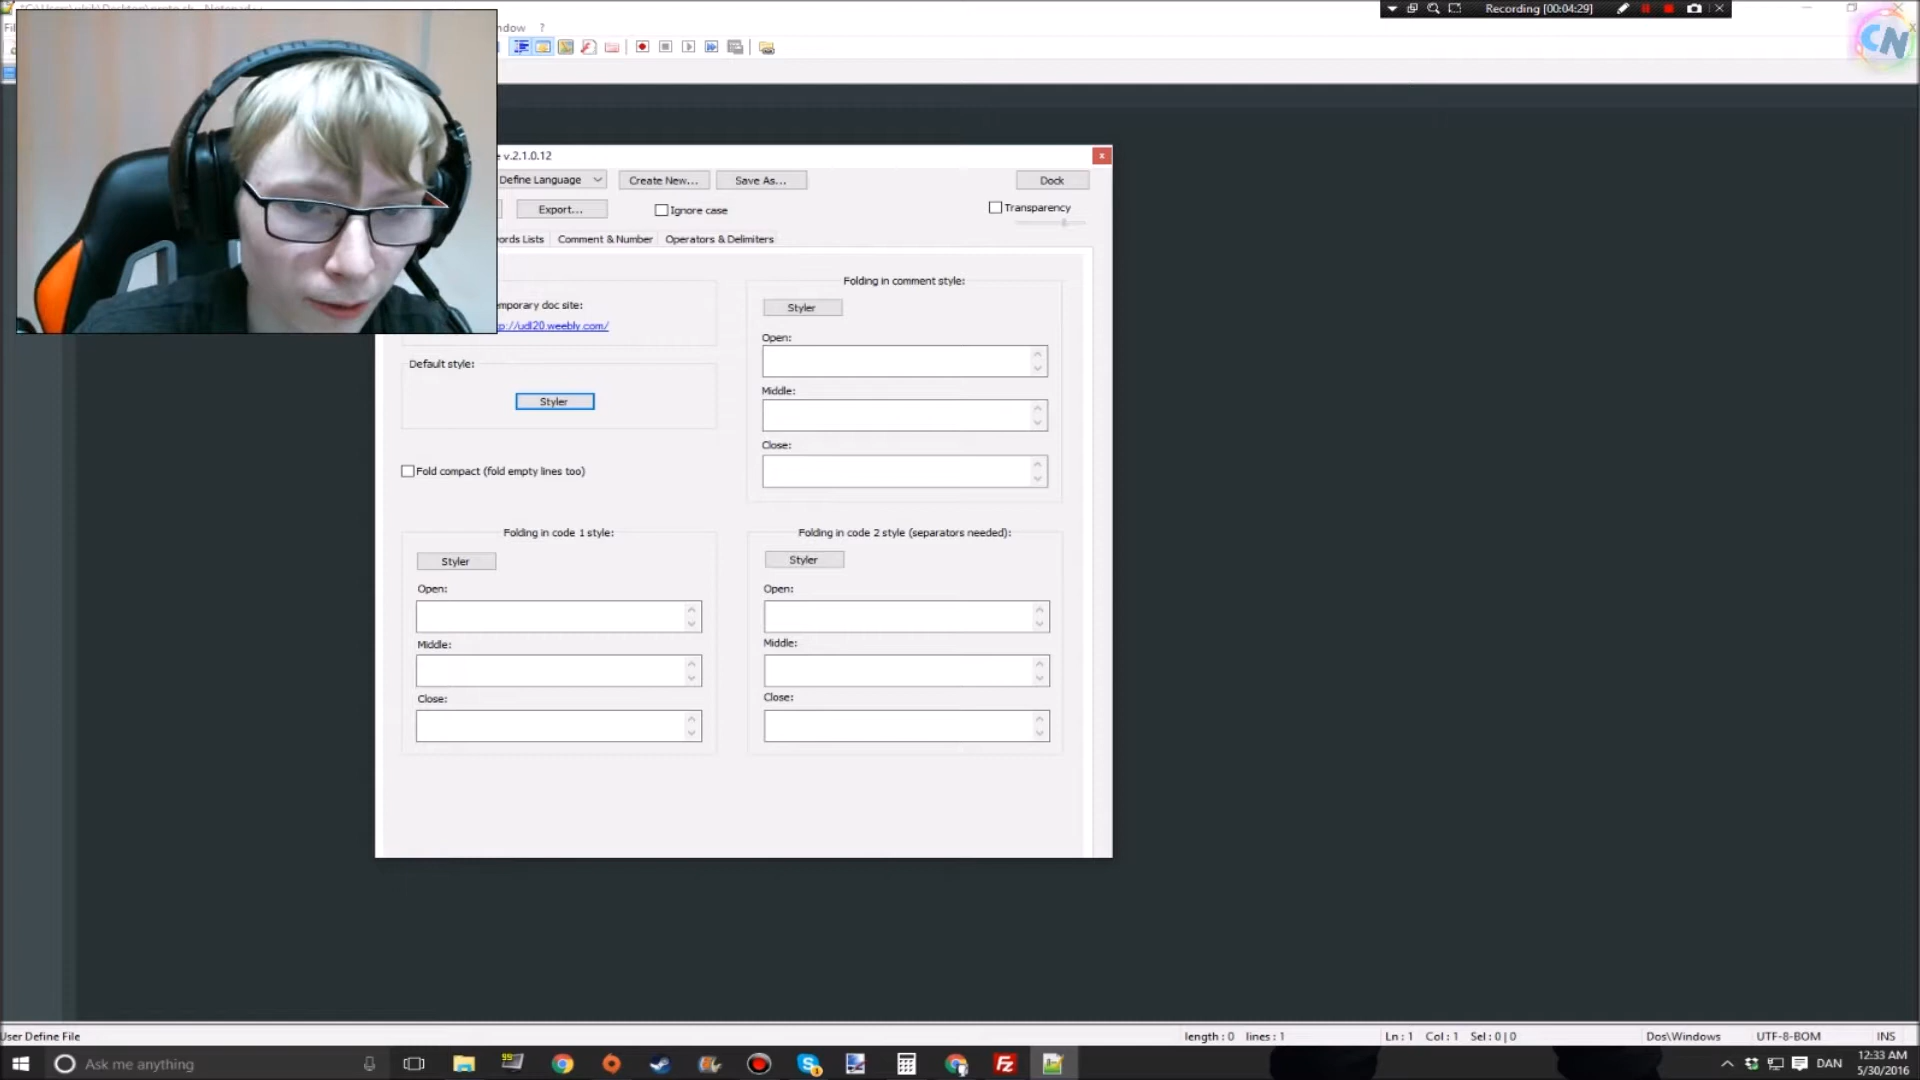 Recording [00:04:29]
ndow ?
CN
e v.2.1.0.12
Define Language
Create New...
Save As...
Dock
Export...
Ignore case
Transparency
ords Lists
Comment & Number
Operators & Delimiters
Folding in comment style:
mporary doc site:
Styler
p://udl20.weebly.com/
Open:
Default style:
Middle:
Styler
Close:
Fold compact (fold empty lines too)
Folding in code 1 style:
Folding in code 2 style (separators needed):
Styler
Styler
Open:
Open:
Middle:
Middle:
Close:
Close:
User Define File
length : 0 lines : 1
Ln : 1 Col : 1 Sel : 0 | 0
Dos\Windows
UTF-8-BOM
INS
Ask me anything
99
DAN
12:33 AM
5/30/2016